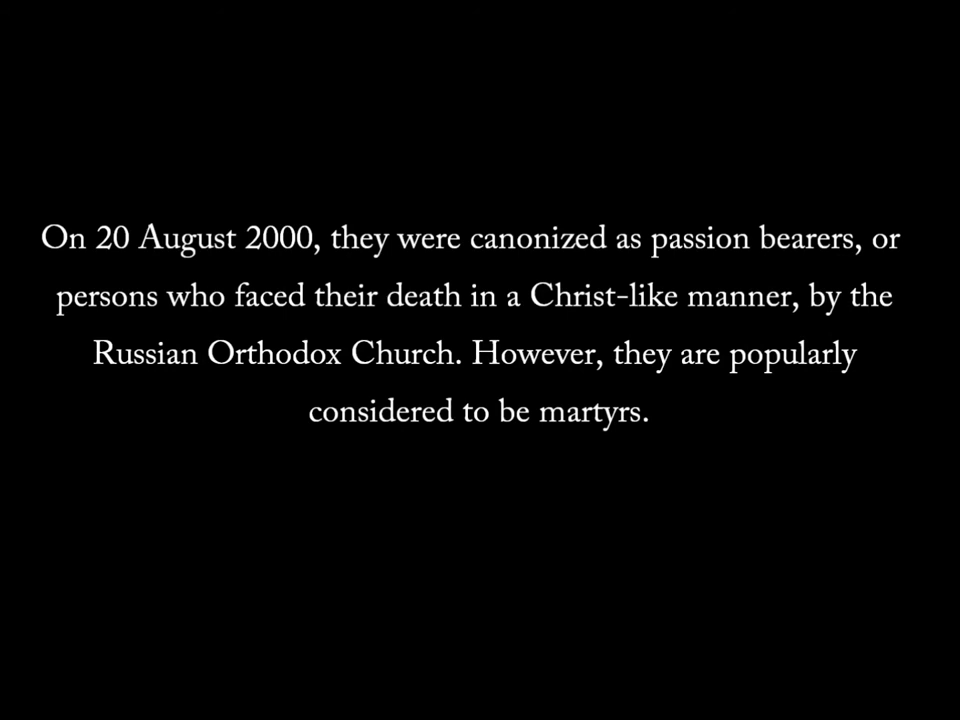 On 20 August 2000, they were canonized as passion bearers, or
persons who faced their death in a Christ-like manner, by the
Russian Orthodox Church. However, they are popularly
considered to be martyrs.